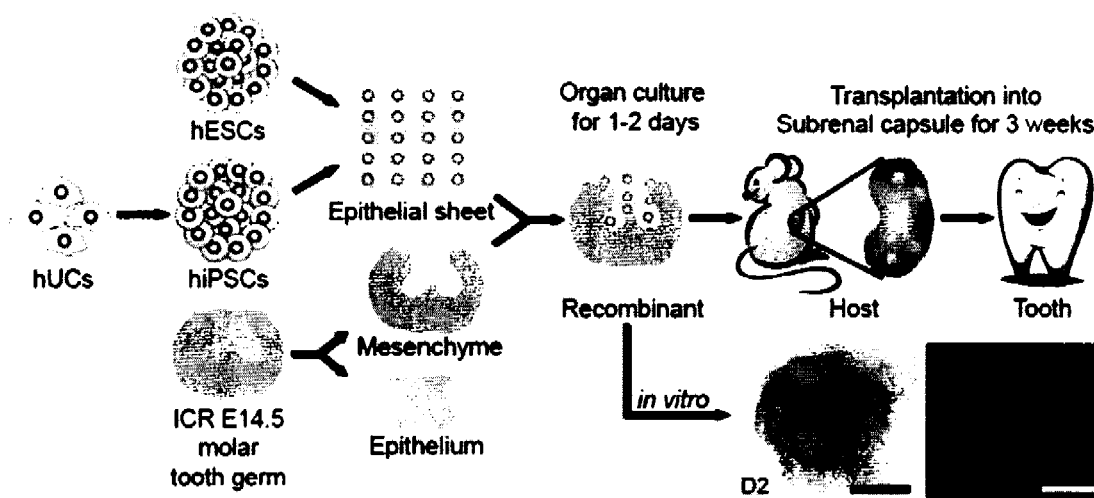 hESCs
hUCs
hiPSCs
ICR E14.5
molar
tooth germ
Epithelial sheet
Mesenchyme
Epithelium
Organ culture
for 1-2 days
Recombinant
in vitro
Transplantation into
Subrenal capsule for 3 weeks
Host
Tooth
D2